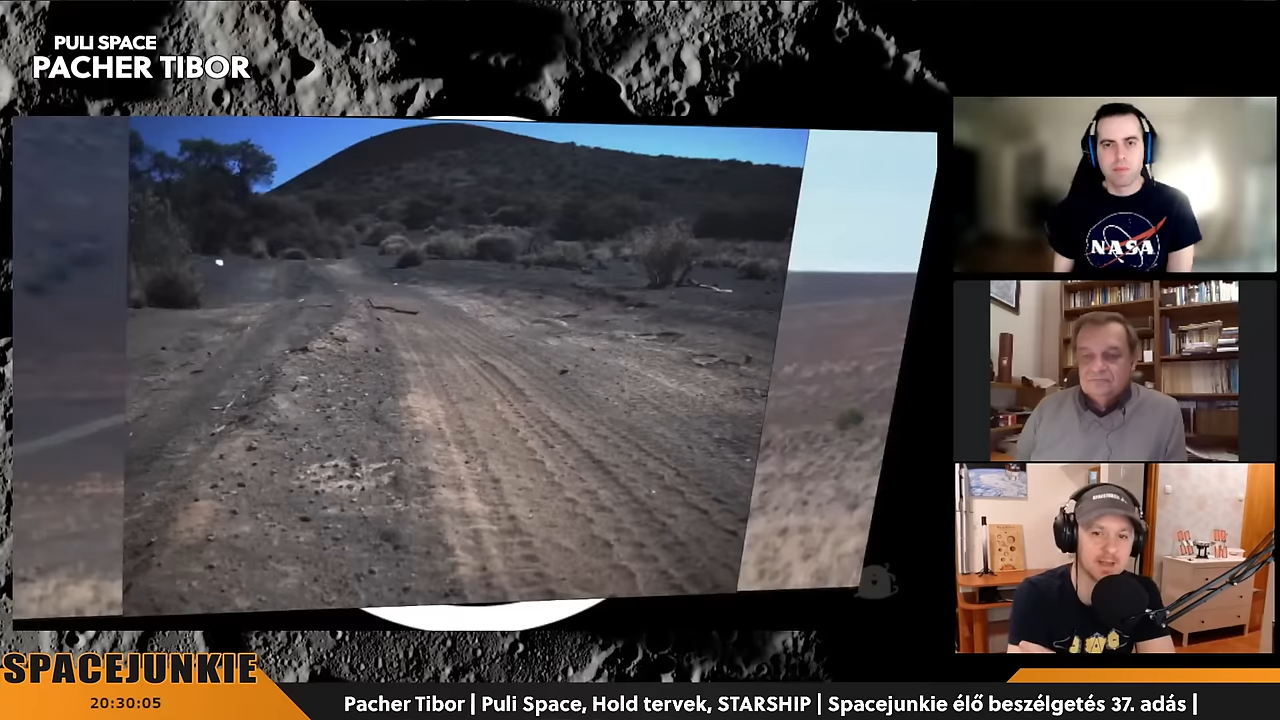 PULI SPACE
PACHER TIBOR
NASA
SPACEJUNKIE
20:30:05
Pacher Tibor | Puli Space, Hold tervek, STARSHIP | Spacejunkie élő beszélgetés 37. adás |